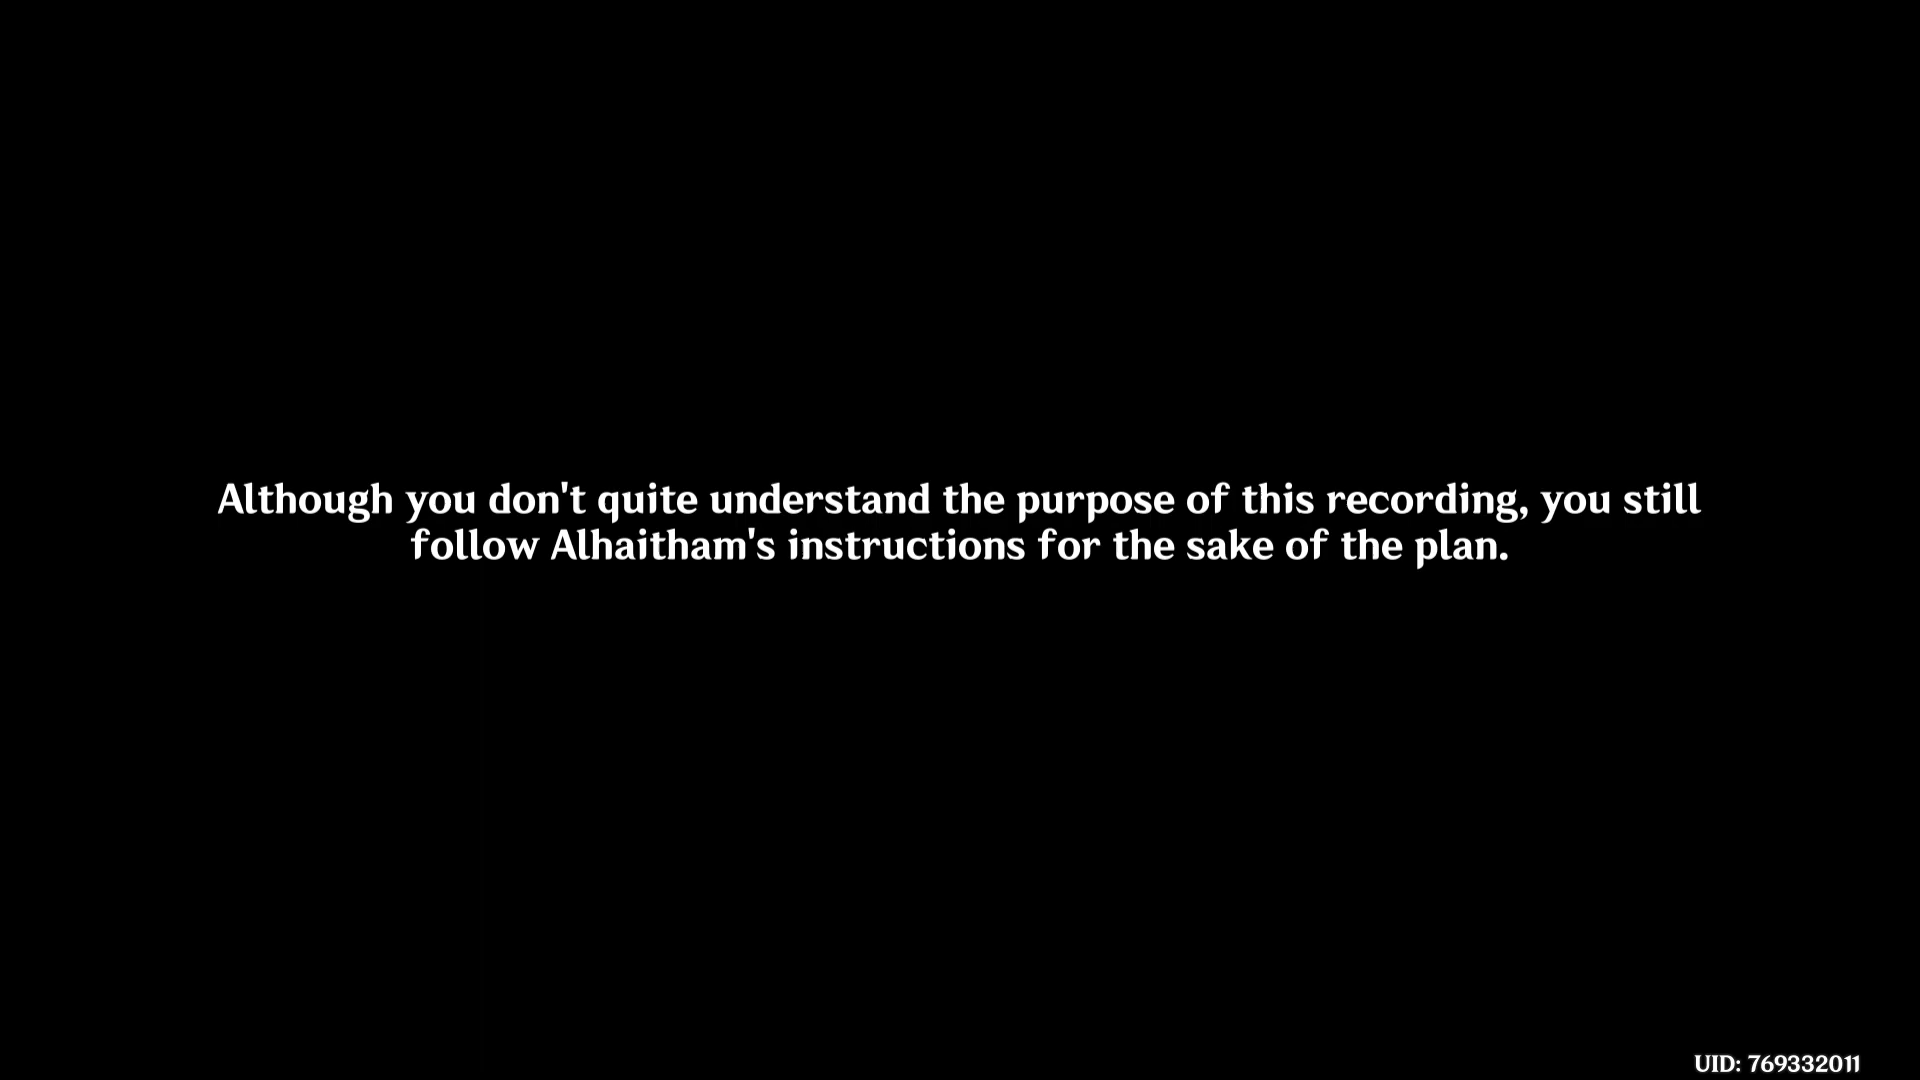 Although you don't quite understand the purpose of this recording, you still
follow Alhaitham's instructions for the sake of the plan.
UID: 769332011